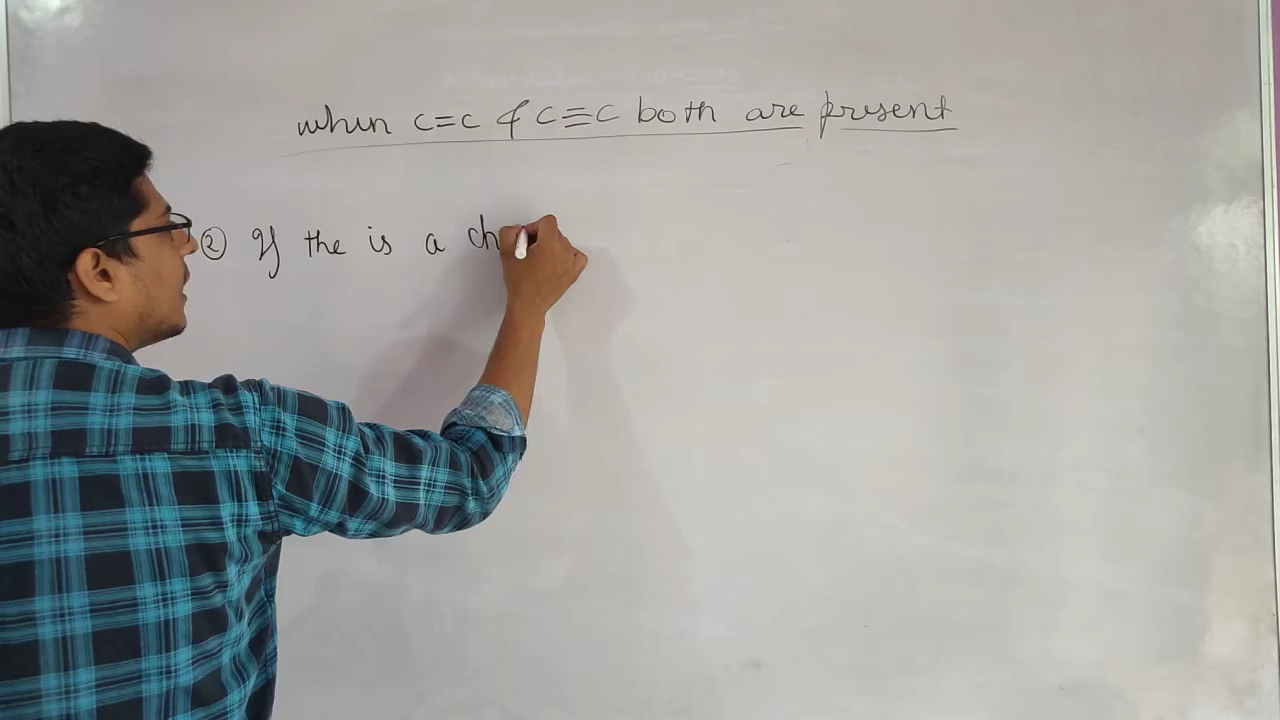 when C=C & C≡C both are present
② If the is a ch